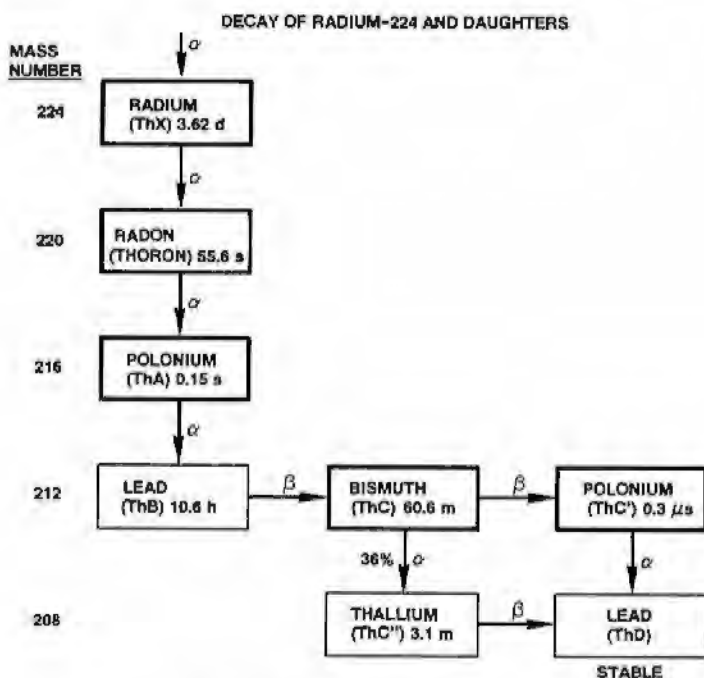 DECAY OF RADIUM-224 AND DAUGHTERS
MASS
NUMBER
α
224
RADIUM
(ThX) 3.62 d
α
220
RADON
(THORON) 55.6 s
α
216
POLONIUM
(ThA) 0.15 s
α
212
LEAD
(ThB) 10.6 h
β
BISMUTH
(ThC) 60.6 m
β
POLONIUM
(ThC') 0.3 μs
36% α
α
208
THALLIUM
(ThC") 3.1 m
β
LEAD
(ThD)
STABLE